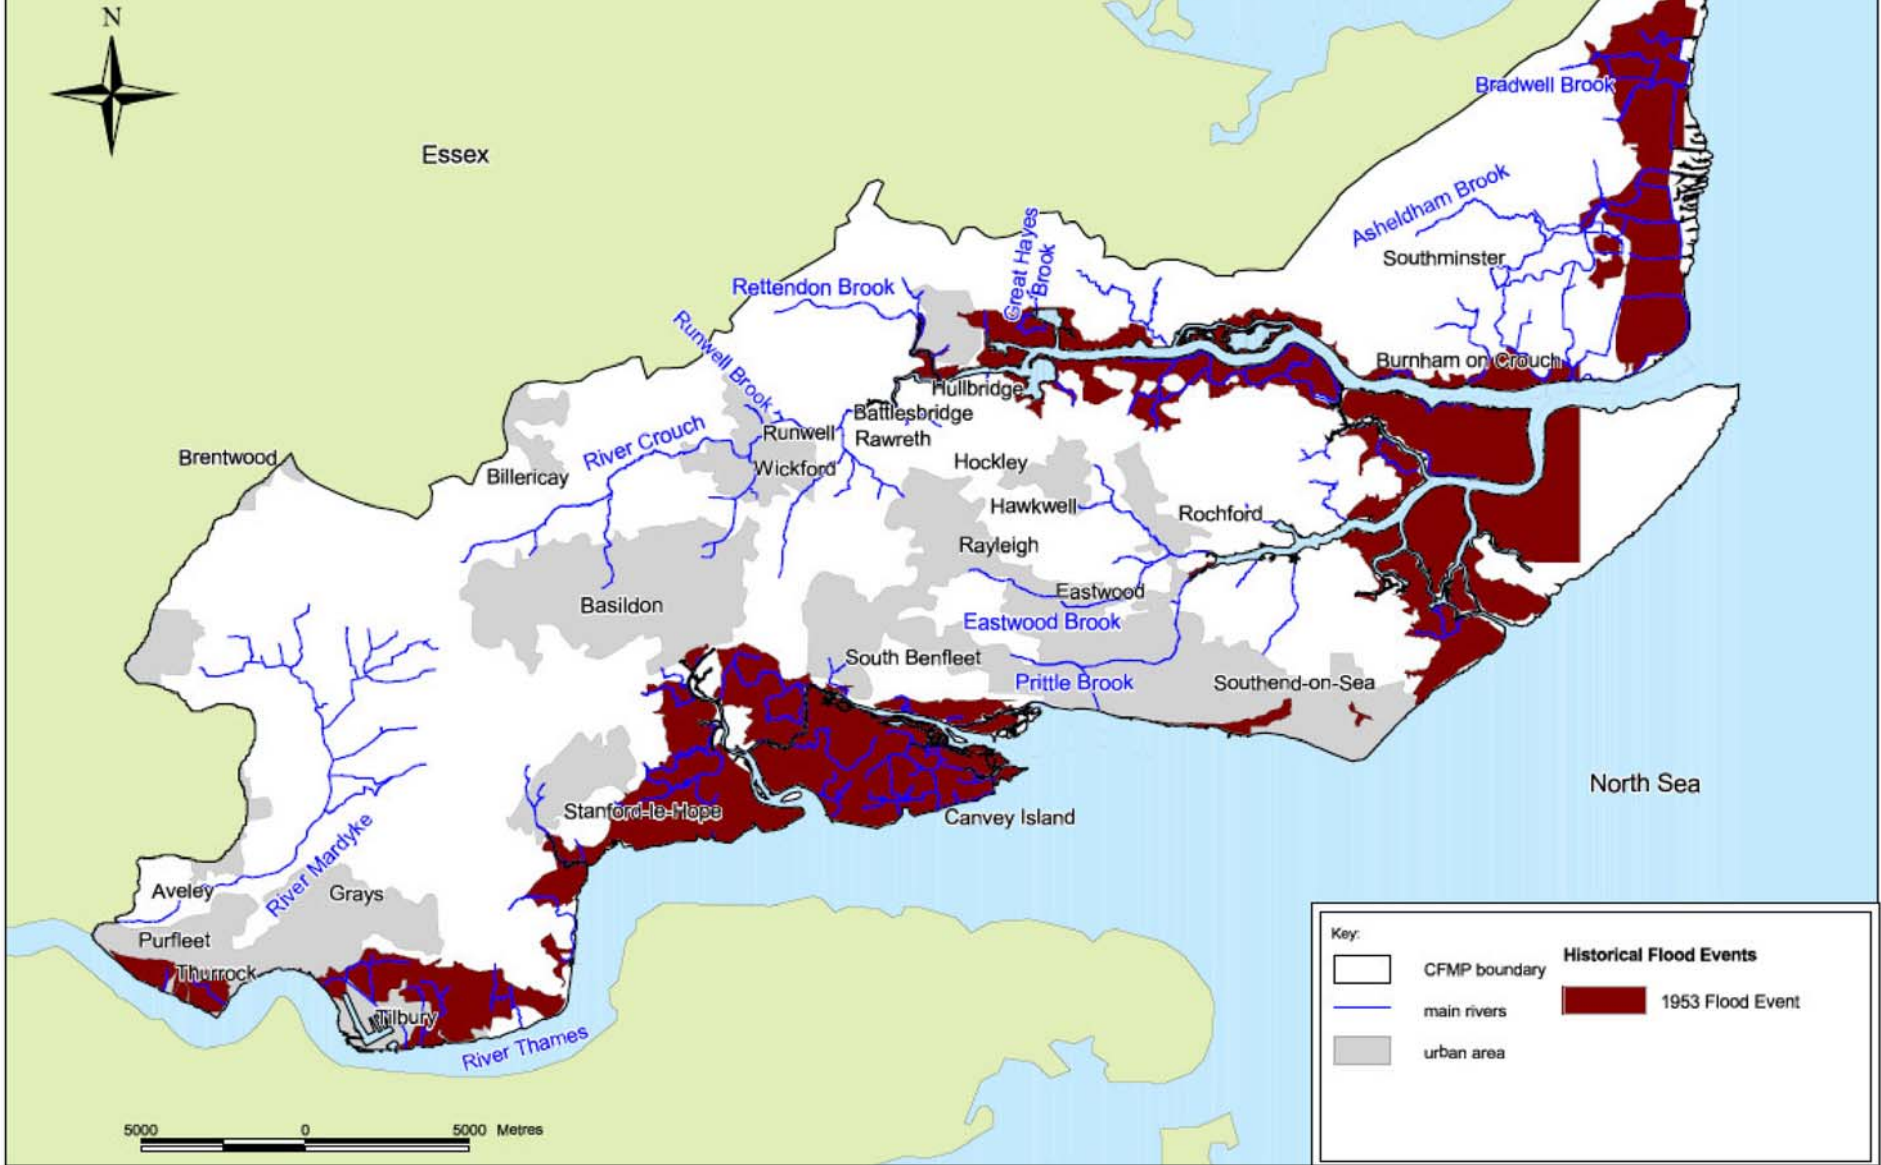 N
Essex
Bradwell Brook
Asheldham Brook
Southminster
Great Hayes
Brook
Rettendon Brook
Runwell Brook
Burnham on Crouch
Hullbridge
Battlesbridge
River Crouch
Runwell
Rawreth
Brentwood
Billericay
Wickford
Hockley
Hawkwell
Rochford
Rayleigh
Basildon
Eastwood
Eastwood Brook
South Benfleet
Prittle Brook
Southend-on-Sea
North Sea
Stanford-le-Hope
Canvey Island
River Mardyke
Aveley
Grays
Purfleet
Thurrock
Tilbury
River Thames
5000 0 5000 Metres
Key:
CFMP boundary
main rivers
urban area
Historical Flood Events
1953 Flood Event